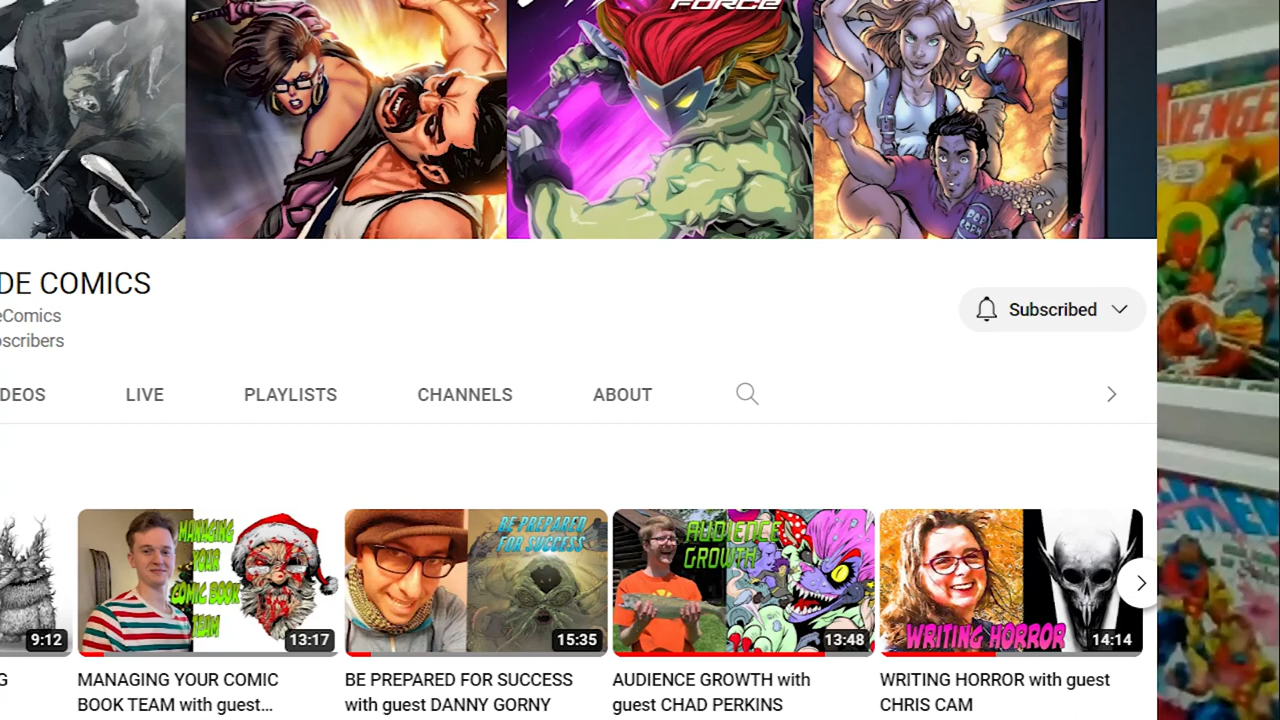 FORCE
AVENGE
DE COMICS
eComics
oscribers
Subscribed
DEOS
LIVE
PLAYLISTS
CHANNELS
ABOUT
9:12
MANAGING
YOUR
COMIC BOOK
TEAM
13:17
BE PREPARED
FOR SUCCESS
15:35
AUDIENCE
GROWTH
13:48
WRITING HORROR
14:14
G
MANAGING YOUR COMIC
BOOK TEAM with guest...
BE PREPARED FOR SUCCESS
with guest DANNY GORNY
AUDIENCE GROWTH with
guest CHAD PERKINS
WRITING HORROR with guest
CHRIS CAM